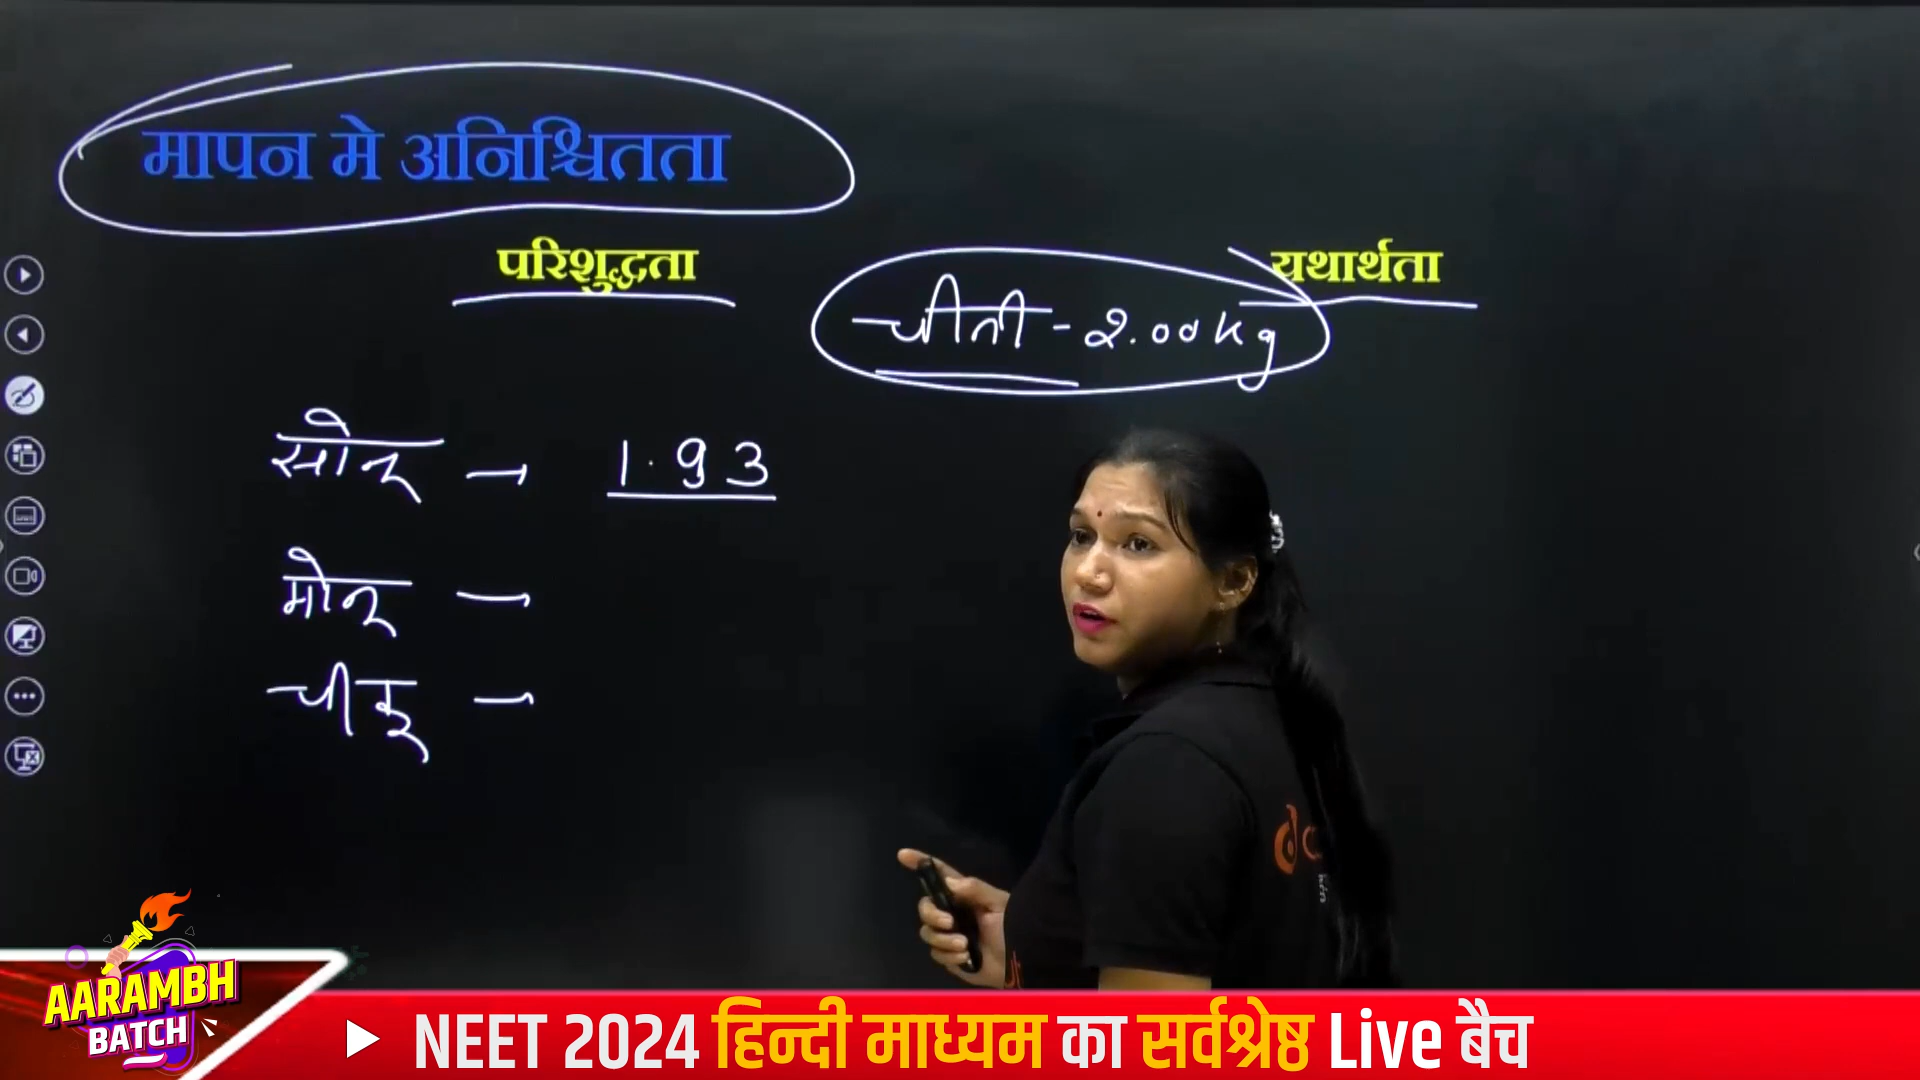 मापन मे अनिश्चितता
परिशुद्धता
यथार्थता
चीनी - 2.00 kg
सोनू → 1.93
मोनू →
चीकू →
AARAMBH
BATCH
NEET 2024 हिन्दी माध्यम का सर्वश्रेष्ठ Live बैच